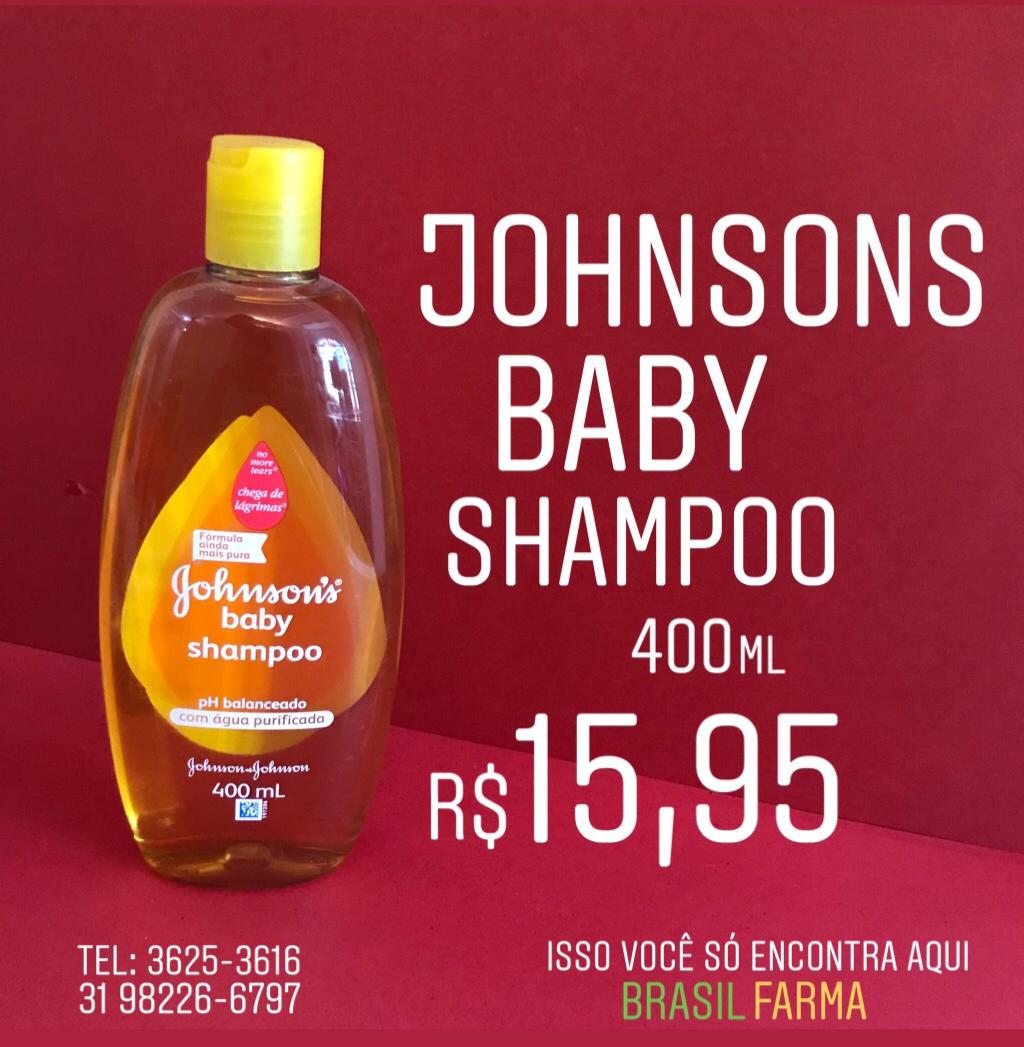 JOHNSONS
BABY
SHAMPOO
400ML
R$15,95
no
more
tears®
chega de
lágrimas®
Fórmula
ainda
mais pura
Johnson's®
baby
shampoo
pH balanceado
com água purificada
Johnson&Johnson
400 mL
TEL: 3625-3616
31 98226-6797
ISSO VOCÊ SÓ ENCONTRA AQUI
BRASIL FARMA